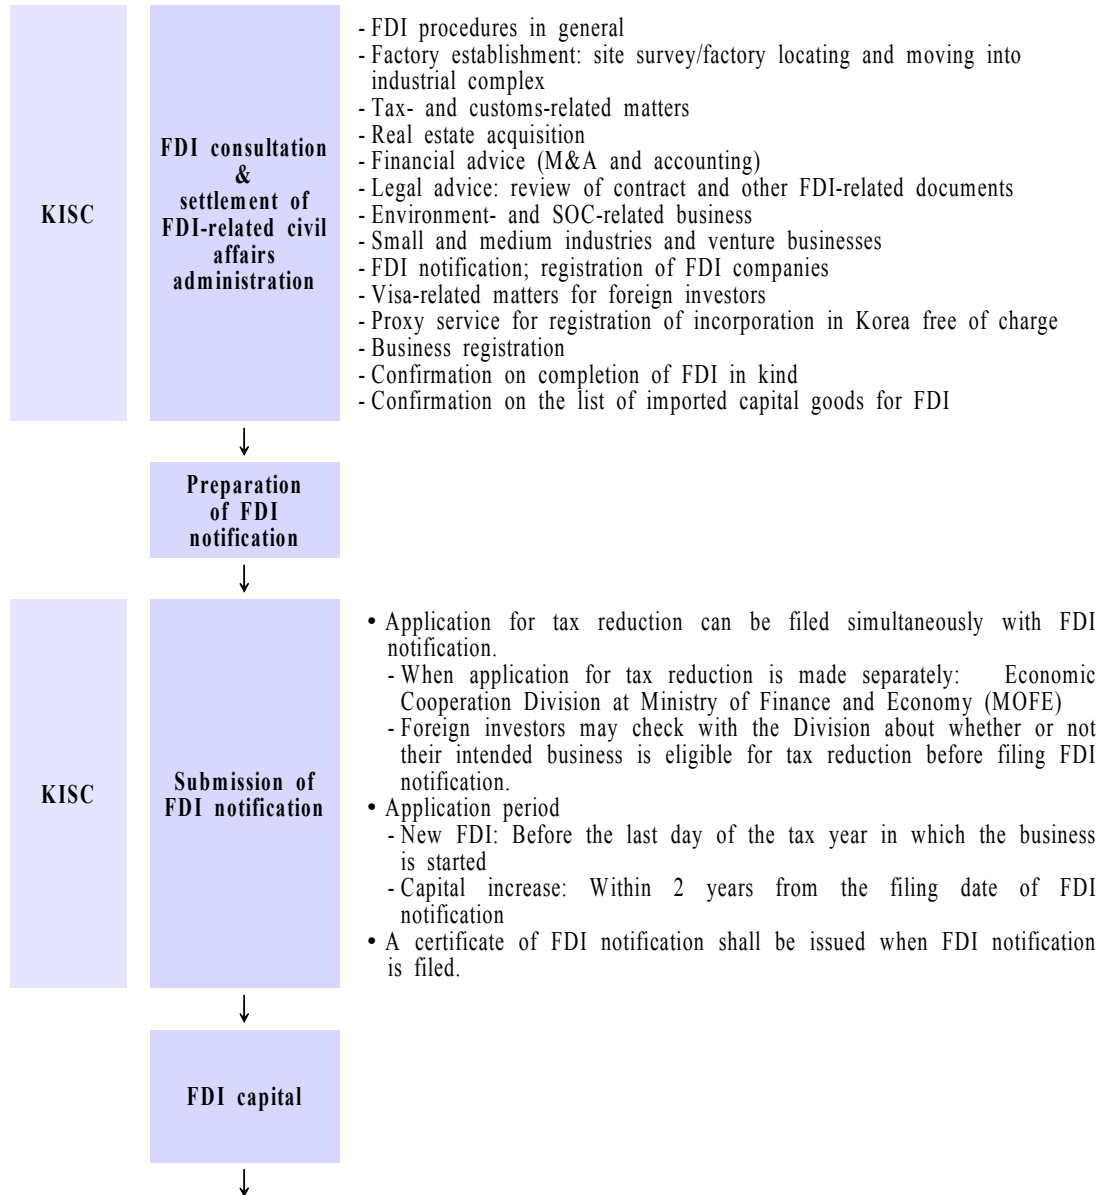 KISC
FDI consultation
&
settlement of
FDI-related civil
affairs
administration
- FDI procedures in general
- Factory establishment: site survey/factory locating and moving into
industrial complex
- Tax- and customs-related matters
- Real estate acquisition
- Financial advice (M&A and accounting)
- Legal advice: review of contract and other FDI-related documents
- Environment- and SOC-related business
- Small and medium industries and venture businesses
- FDI notification; registration of FDI companies
- Visa-related matters for foreign investors
- Proxy service for registration of incorporation in Korea free of charge
- Business registration
- Confirmation on completion of FDI in kind
- Confirmation on the list of imported capital goods for FDI
↓
Preparation
of FDI
notification
↓
KISC
Submission of
FDI notification
• Application for tax reduction can be filed simultaneously with FDI
notification.
- When application for tax reduction is made separately: Economic
Cooperation Division at Ministry of Finance and Economy (MOFE)
- Foreign investors may check with the Division about whether or not
their intended business is eligible for tax reduction before filing FDI
notification.
• Application period
- New FDI: Before the last day of the tax year in which the business
is started
- Capital increase: Within 2 years from the filing date of FDI
notification
• A certificate of FDI notification shall be issued when FDI notification
is filed.
↓
FDI capital
↓